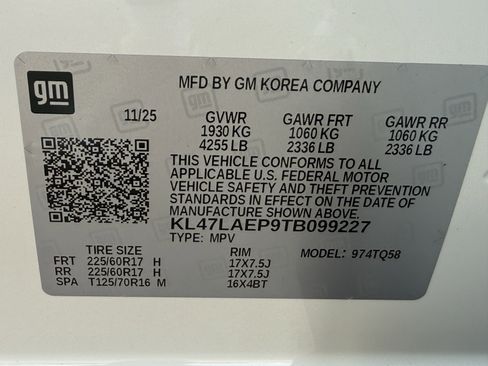 gm
MFD BY GM KOREA COMPANY
11/25 GVWR GAWR FRT GAWR RR
1930 KG 1060 KG 1060 KG
4255 LB 2336 LB 2336 LB
THIS VEHICLE CONFORMS TO ALL
APPLICABLE U.S. FEDERAL MOTOR
VEHICLE SAFETY AND THEFT PREVENTION
STANDARDS IN EFFECT ON THE DATE OF
MANUFACTURE SHOWN ABOVE.
KL47LAEP9TB099227
TYPE: MPV
TIRE SIZE RIM MODEL: 974TQ58
FRT 225/60R17 H 17X7.5J
RR 225/60R17 H 17X7.5J
SPA T125/70R16 M 16X4BT